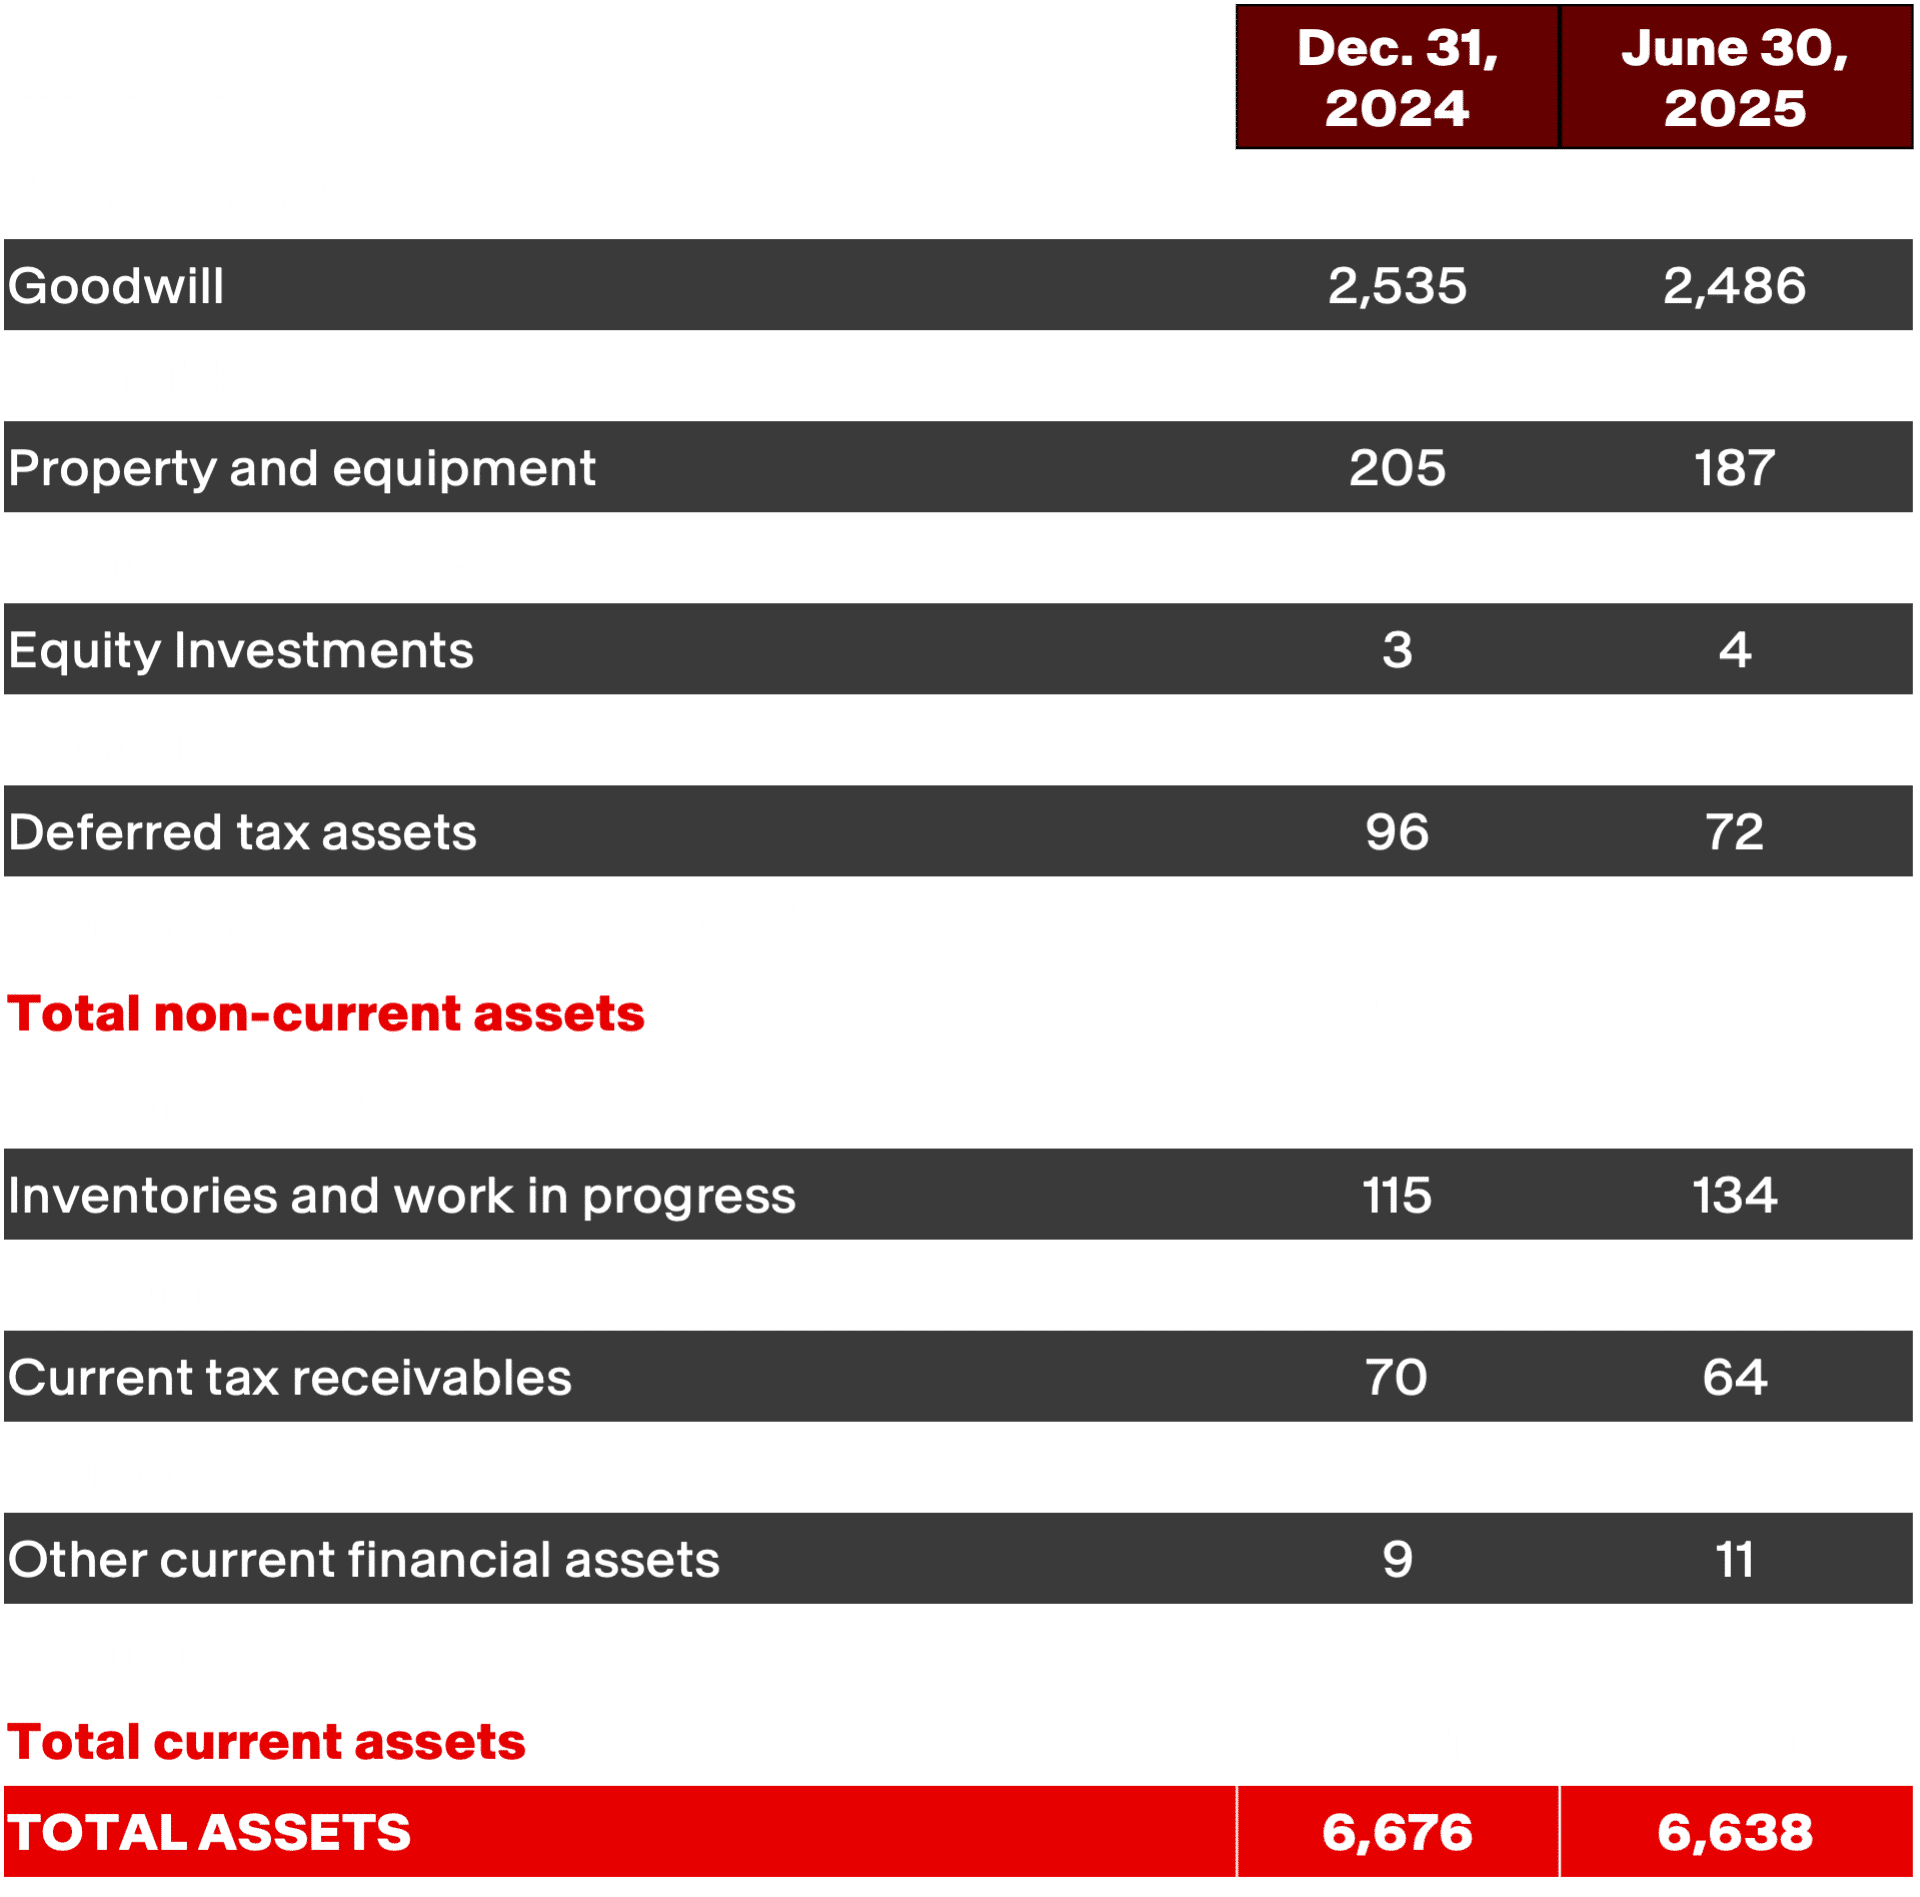 Dec. 31, 2024 June 30, 2025
Goodwill 2,535 2,486
Property and equipment 205 187
Equity Investments 3 4
Deferred tax assets 96 72
Total non-current assets
Inventories and work in progress 115 134
Current tax receivables 70 64
Other current financial assets 9 11
Total current assets
TOTAL ASSETS 6,676 6,638